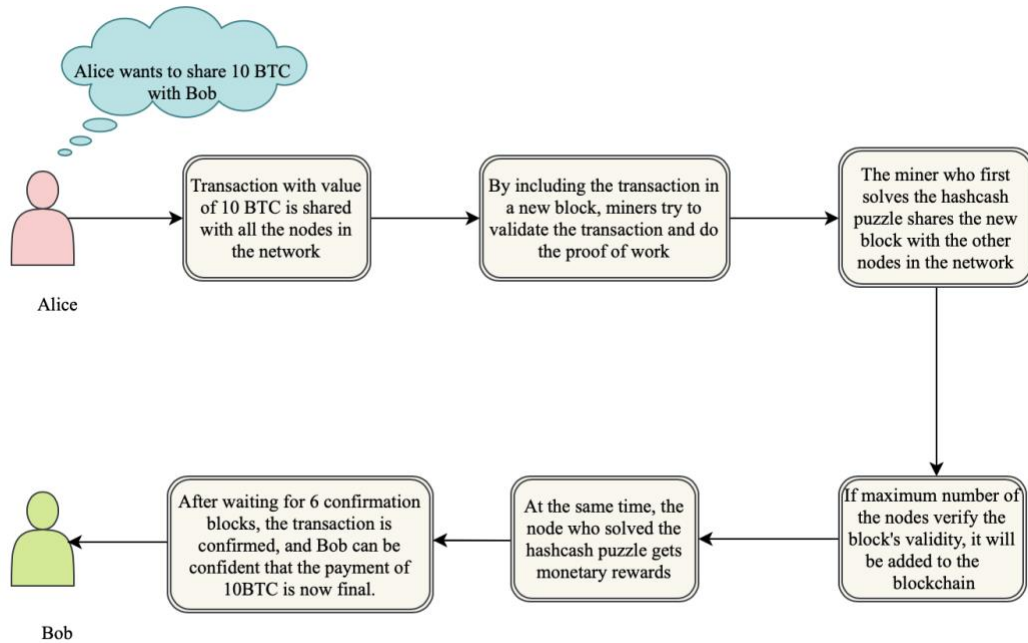 Alice wants to share 10 BTC
with Bob
Alice
Transaction with value
of 10 BTC is shared
with all the nodes in
the network
By including the transaction in
a new block, miners try to
validate the transaction and do
the proof of work
The miner who first
solves the hashcash
puzzle shares the new
block with the other
nodes in the network
If maximum number of
the nodes verify the
block's validity, it will
be added to the
blockchain
At the same time, the
node who solved the
hashcash puzzle gets
monetary rewards
After waiting for 6 confirmation
blocks, the transaction is
confirmed, and Bob can be
confident that the payment of
10BTC is now final.
Bob